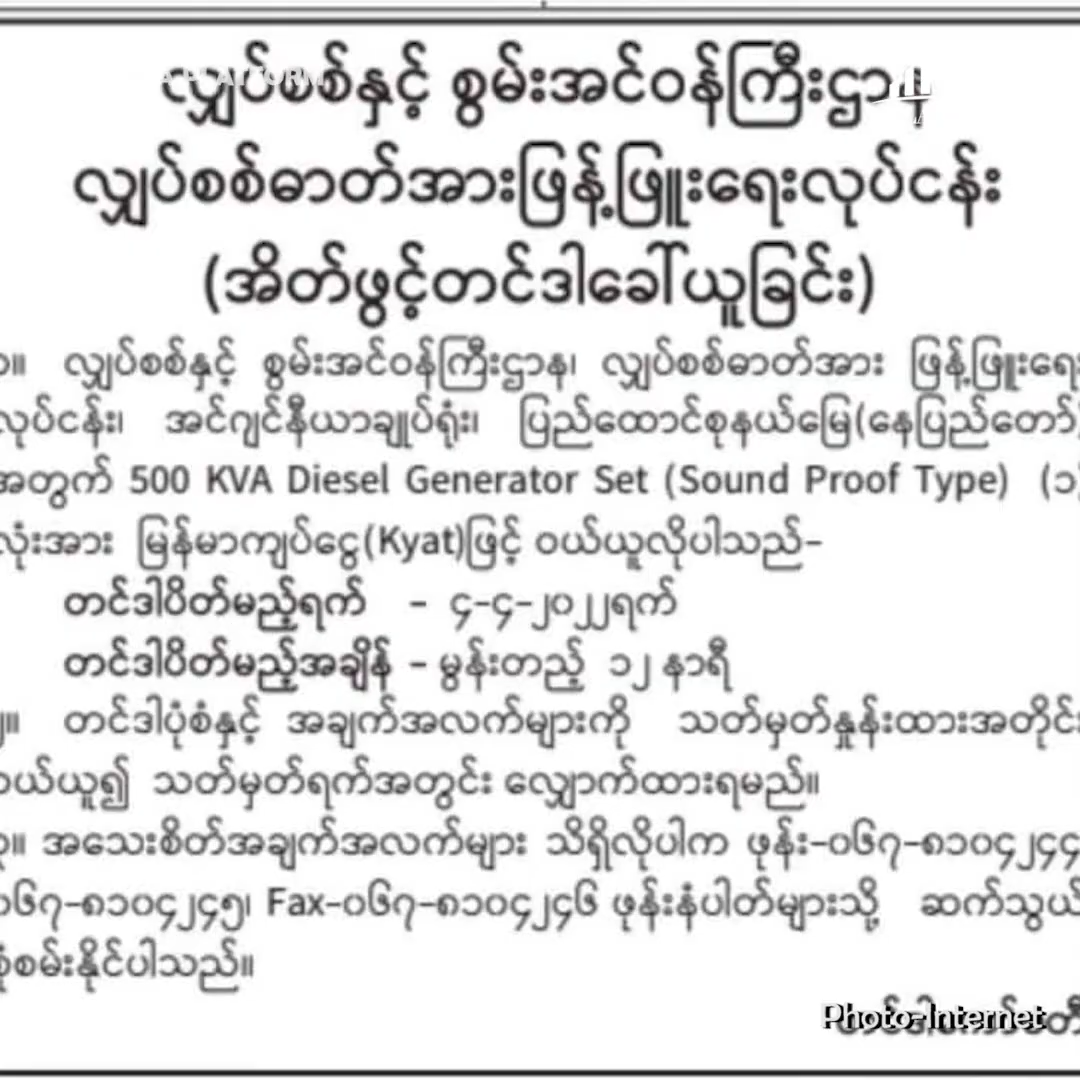 လျှပ်စစ်နှင့် စွမ်းအင်ဝန်ကြီးဌာန
လျှပ်စစ်ဓာတ်အားဖြန့်ဖြူးရေးလုပ်ငန်း
(အိတ်ဖွင့်တင်ဒါခေါ်ယူခြင်း)
၁။ လျှပ်စစ်နှင့် စွမ်းအင်ဝန်ကြီးဌာန၊ လျှပ်စစ်ဓာတ်အား ဖြန့်ဖြူးရေး
လုပ်ငန်း၊ အင်ဂျင်နီယာချုပ်ရုံး၊ ပြည်ထောင်စုနယ်မြေ(နေပြည်တော်)
အတွက် 500 KVA Diesel Generator Set (Sound Proof Type) (၁)
လုံးအား မြန်မာကျပ်ငွေ(Kyat)ဖြင့် ဝယ်ယူလိုပါသည်-
တင်ဒါပိတ်မည့်ရက် - ၄-၄-၂၀၂၂ရက်
တင်ဒါပိတ်မည့်အချိန် - မွန်းတည့် ၁၂ နာရီ
၂။ တင်ဒါပုံစံနှင့် အချက်အလက်များကို သတ်မှတ်နှုန်းထားအတိုင်း
ဝယ်ယူ၍ သတ်မှတ်ရက်အတွင်း လျှောက်ထားရမည်။
၃။ အသေးစိတ်အချက်အလက်များ သိရှိလိုပါက ဖုန်း-၀၆၇-၈၁၀၄၂၄၄
၀၆၇-၈၁၀၄၂၄၅၊ Fax-၀၆၇-၈၁၀၄၂၄၆ ဖုန်းနံပါတ်များသို့ ဆက်သွယ်
စုံစမ်းနိုင်ပါသည်။
Photo-Internet